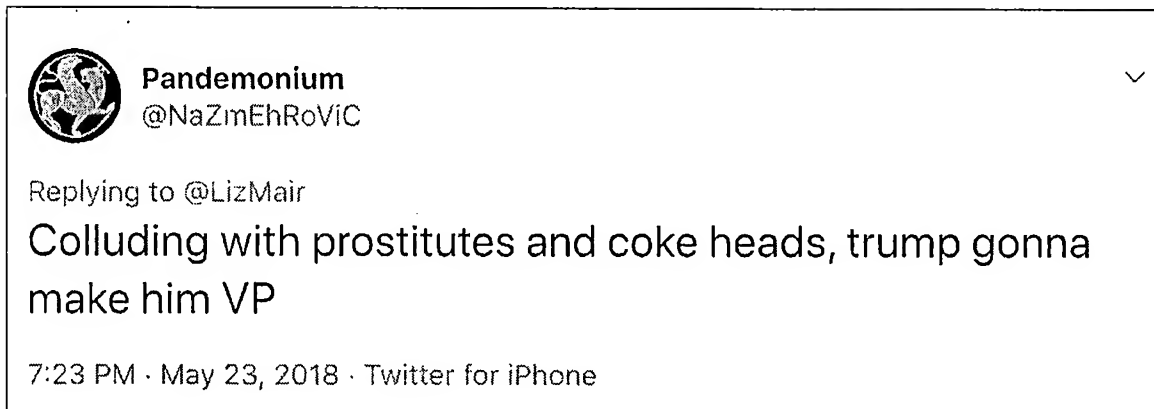 Pandemonium
@NaZmEhRoViC
Replying to @LizMair
Colluding with prostitutes and coke heads, trump gonna
make him VP
7:23 PM · May 23, 2018 · Twitter for iPhone